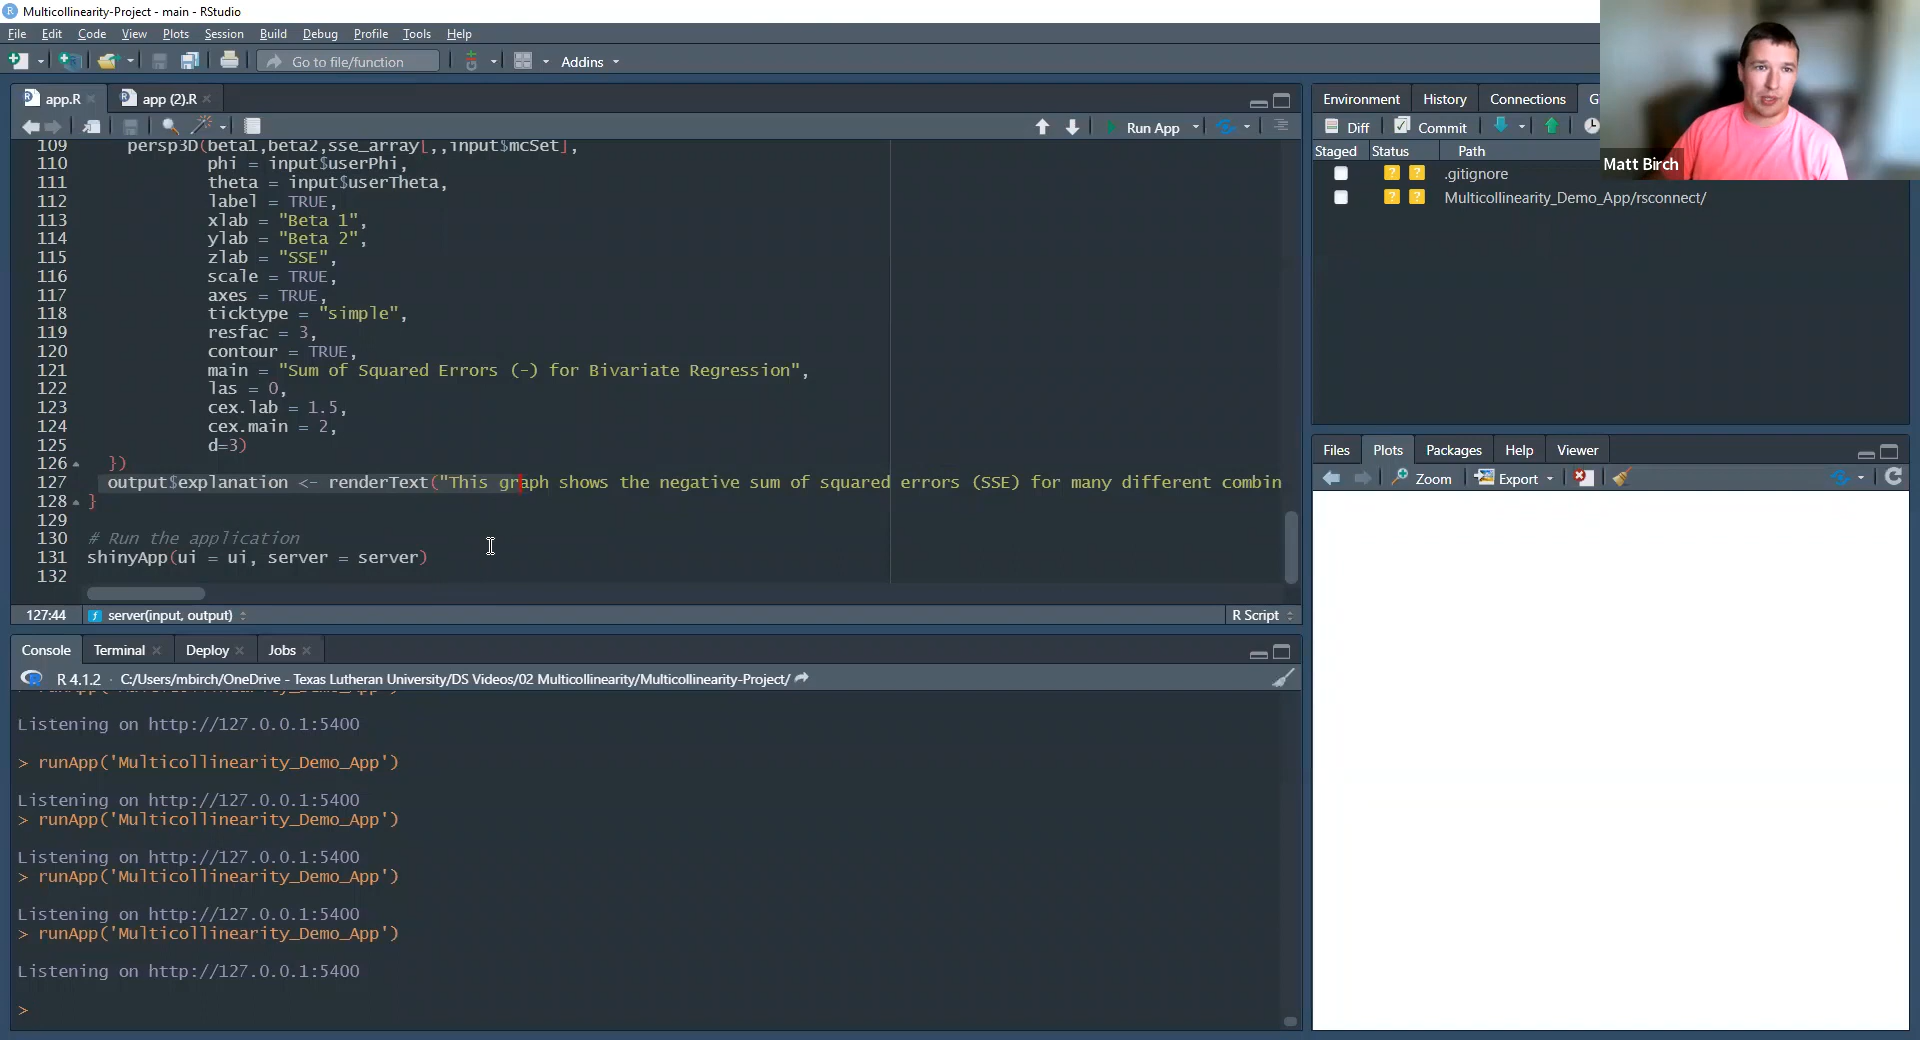 Multicollinearity-Project - main - RStudio
File Edit Code View Plots Session Build Debug Profile Tools Help
Go to file/function
Addins
app.R
app (2).R
Run App
109 persp3D(beta1,beta2,sse_array[,,input$mcSet],
110 phi = input$userPhi,
111 theta = input$userTheta,
112 label = TRUE,
113 xlab = "Beta 1",
114 ylab = "Beta 2",
115 zlab = "SSE",
116 scale = TRUE,
117 axes = TRUE,
118 ticktype = "simple",
119 resfac = 3,
120 contour = TRUE,
121 main = "Sum of Squared Errors (-) for Bivariate Regression",
122 las = 0,
123 cex.lab = 1.5,
124 cex.main = 2,
125 d=3)
126 })
127 output$explanation <- renderText("This graph shows the negative sum of squared errors (SSE) for many different combin
128 }
129
130 # Run the application
131 shinyApp(ui = ui, server = server)
132
127:44 server(input, output) R Script
Console Terminal Deploy Jobs
R 4.1.2 · C:/Users/mbirch/OneDrive - Texas Lutheran University/DS Videos/02 Multicollinearity/Multicollinearity-Project/
Listening on http://127.0.0.1:5400
> runApp('Multicollinearity_Demo_App')
Listening on http://127.0.0.1:5400
> runApp('Multicollinearity_Demo_App')
Listening on http://127.0.0.1:5400
> runApp('Multicollinearity_Demo_App')
Listening on http://127.0.0.1:5400
> runApp('Multicollinearity_Demo_App')
Listening on http://127.0.0.1:5400
>
Environment History Connections G
Diff Commit
Staged Status Path
.gitignore
Multicollinearity_Demo_App/rsconnect/
Matt Birch
Files Plots Packages Help Viewer
Zoom Export